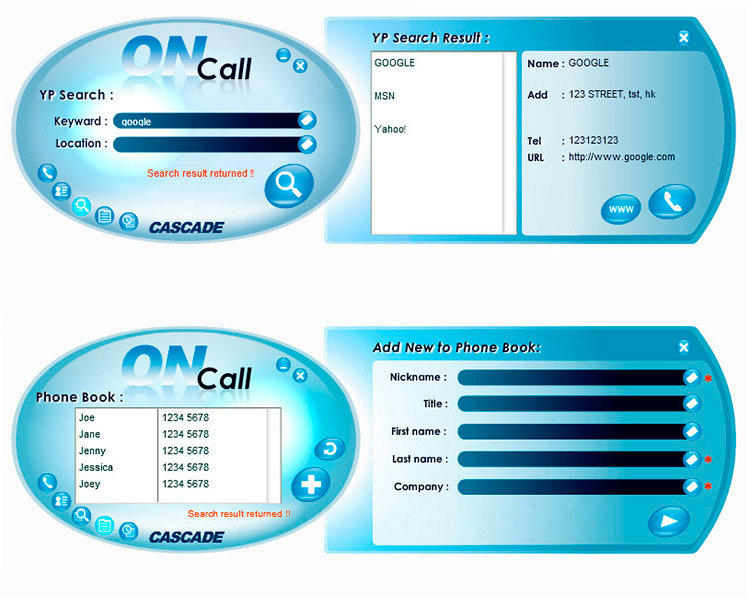 ON
Call
YP Search :
Keyward : google
Location :
Search result returned !!
CASCADE
YP Search Result :
GOOGLE
MSN
Yahoo!
Name : GOOGLE
Add : 123 STREET, tst, hk
Tel : 123123123
URL : http://www.google.com
WWW
ON
Call
Phone Book :
Joe 1234 5678
Jane 1234 5678
Jenny 1234 5678
Jessica 1234 5678
Joey 1234 5678
Search result returned !!
CASCADE
Add New to Phone Book:
Nickname : *
Title :
First name :
Last name : *
Company : *